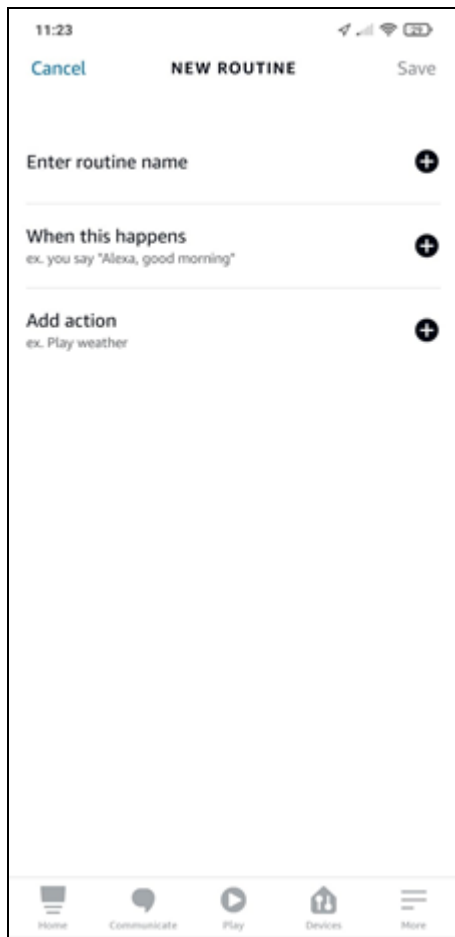 11:23
29
Cancel NEW ROUTINE Save
Enter routine name
When this happens
ex. you say "Alexa, good morning"
Add action
ex. Play weather
Home Communicate Play Devices More